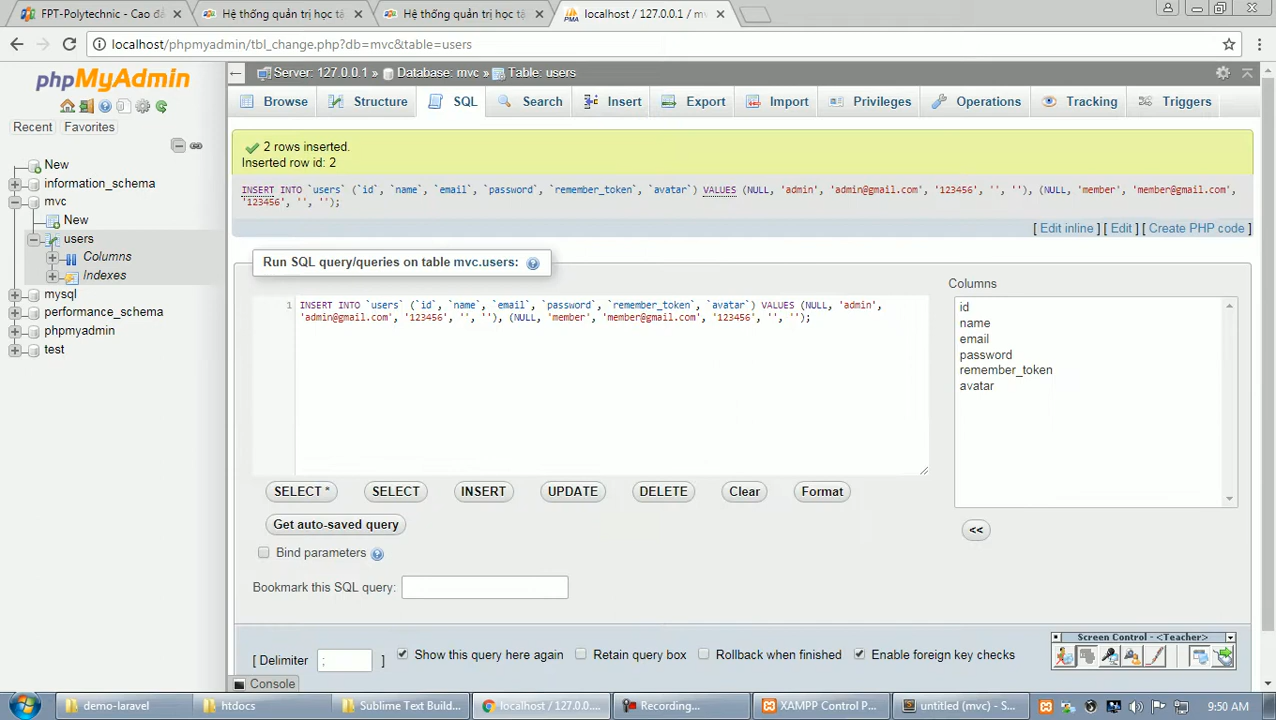 FPT-Polytechnic - Cao đ
Hệ thống quản trị học tậ
Hệ thống quản trị học tậ
localhost / 127.0.0.1 / m
localhost/phpmyadmin/tbl_change.php?db=mvc&table=users
phpMyAdmin
Recent
Favorites
New
information_schema
mvc
New
users
Columns
Indexes
mysql
performance_schema
phpmyadmin
test
Server: 127.0.0.1 » Database: mvc » Table: users
Browse
Structure
SQL
Search
Insert
Export
Import
Privileges
Operations
Tracking
Triggers
2 rows inserted.
Inserted row id: 2
INSERT INTO `users` (`id`, `name`, `email`, `password`, `remember_token`, `avatar`) VALUES (NULL, 'admin', 'admin@gmail.com', '123456', '', ''), (NULL, 'member', 'member@gmail.com',
'123456', '', '');
[ Edit inline ] [ Edit ] [ Create PHP code ]
Run SQL query/queries on table mvc.users:
1 INSERT INTO `users` (`id`, `name`, `email`, `password`, `remember_token`, `avatar`) VALUES (NULL, 'admin',
'admin@gmail.com', '123456', '', ''), (NULL, 'member', 'member@gmail.com', '123456', '', '');
Columns
id
name
email
password
remember_token
avatar
<<
SELECT *
SELECT
INSERT
UPDATE
DELETE
Clear
Format
Get auto-saved query
Bind parameters
Bookmark this SQL query:
[ Delimiter ; ]
Show this query here again
Retain query box
Rollback when finished
Enable foreign key checks
Screen Control - <Teacher>
Console
demo-laravel
htdocs
Sublime Text Build...
localhost / 127.0.0....
Recording...
XAMPP Control P...
untitled (mvc) - S...
9:50 AM